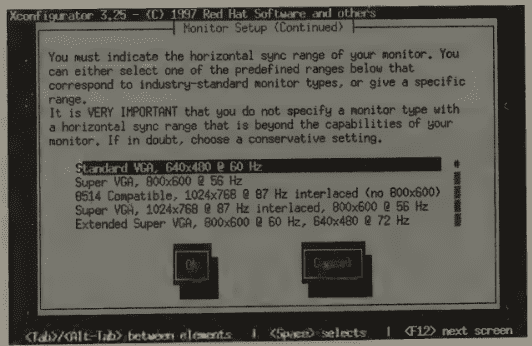 Xconfigurator 3.25 - (C) 1997 Red Hat Software and others
Monitor Setup (Continued)
You must indicate the horizontal sync range of your monitor. You
can either select one of the predefined ranges below that
correspond to industry-standard monitor types, or give a specific
range.
It is VERY IMPORTANT that you do not specify a monitor type with
a horizontal sync range that is beyond the capabilities of your
monitor. If in doubt, choose a conservative setting.
Standard VGA, 640x480 @ 60 Hz
Super VGA, 800x600 @ 56 Hz
8514 Compatible, 1024x768 @ 87 Hz interlaced (no 800x600)
Super VGA, 1024x768 @ 87 Hz interlaced, 800x600 @ 56 Hz
Extended Super VGA, 800x600 @ 60 Hz, 640x480 @ 72 Hz
Ok
<Tab>/<Alt-Tab> between elements | <Space> selects | <F12> next screen